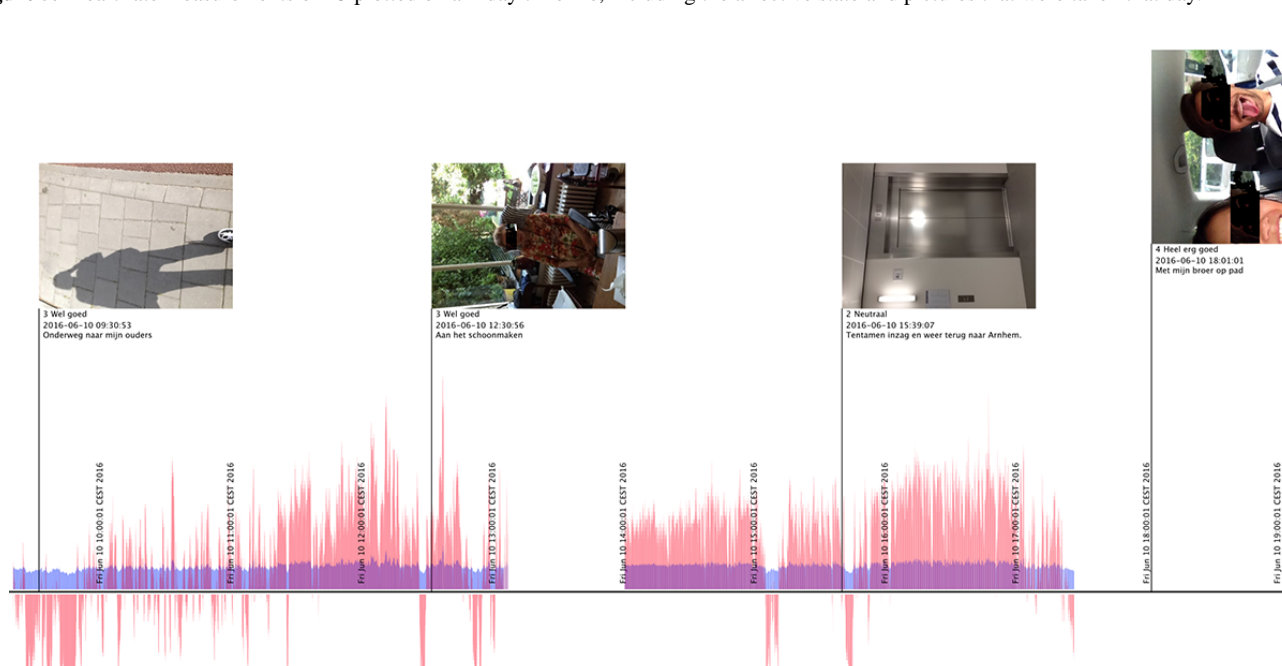 3 Wel goed
2016-06-10 09:30:53
Onderweg naar mijn ouders
3 Wel goed
2016-06-10 12:30:56
Aan het schoonmaken
2 Neutraal
2016-06-10 15:39:07
Tentamen inzag en weer terug naar Arnhem.
4 Heel erg goed
2016-06-10 18:01:01
Met mijn broer op pad
Fri Jun 10 10:00:01 CEST 2016
Fri Jun 10 11:00:01 CEST 2016
Fri Jun 10 12:00:01 CEST 2016
Fri Jun 10 13:00:01 CEST 2016
Fri Jun 10 14:00:01 CEST 2016
Fri Jun 10 15:00:01 CEST 2016
Fri Jun 10 16:00:01 CEST 2016
Fri Jun 10 17:00:01 CEST 2016
Fri Jun 10 18:00:01 CEST 2016
Fri Jun 10 19:00:01 CEST 2016